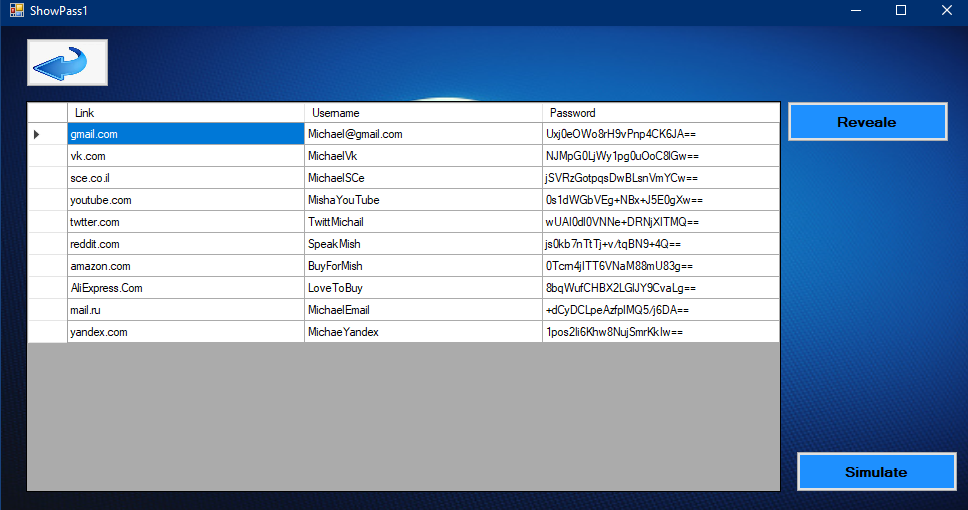 ShowPass1
Link Username Password
Reveale
gmail.com Michael@gmail.com Uxj0eOWo8rH9vPnp4CK6JA==
vk.com MichaelVk NJMpG0LjWy1pg0uOoC8lGw==
sce.co.il MichaelSCe jSVRzGotpqsDwBLsnVmYCw==
youtube.com MishaYouTube 0s1dWGbVEg+NBx+J5E0gXw==
twtter.com TwittMichail wUAl0dI0VNNe+DRNjXITMQ==
reddit.com SpeakMish js0kb7nTtTj+v/tqBN9+4Q==
amazon.com BuyForMish 0Tcm4jITT6VNaM88mU83g==
AliExpress.Com LoveToBuy 8bqWufCHBX2LGIJY9CvaLg==
mail.ru MichaelEmail +dCyDCLpeAzfpIMQ5/j6DA==
yandex.com MichaeYandex 1pos2Ii6Khw8NujSmrKkIw==
Simulate